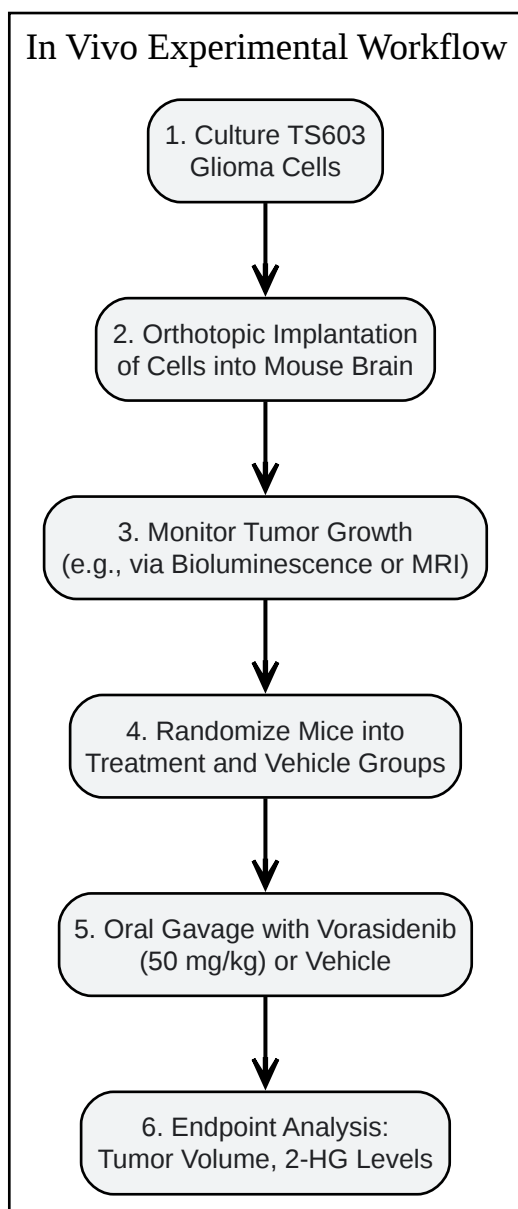 In Vivo Experimental Workflow
1. Culture TS603
Glioma Cells
2. Orthotopic Implantation
of Cells into Mouse Brain
3. Monitor Tumor Growth
(e.g., via Bioluminescence or MRI)
4. Randomize Mice into
Treatment and Vehicle Groups
5. Oral Gavage with Vorasidenib
(50 mg/kg) or Vehicle
6. Endpoint Analysis:
Tumor Volume, 2-HG Levels